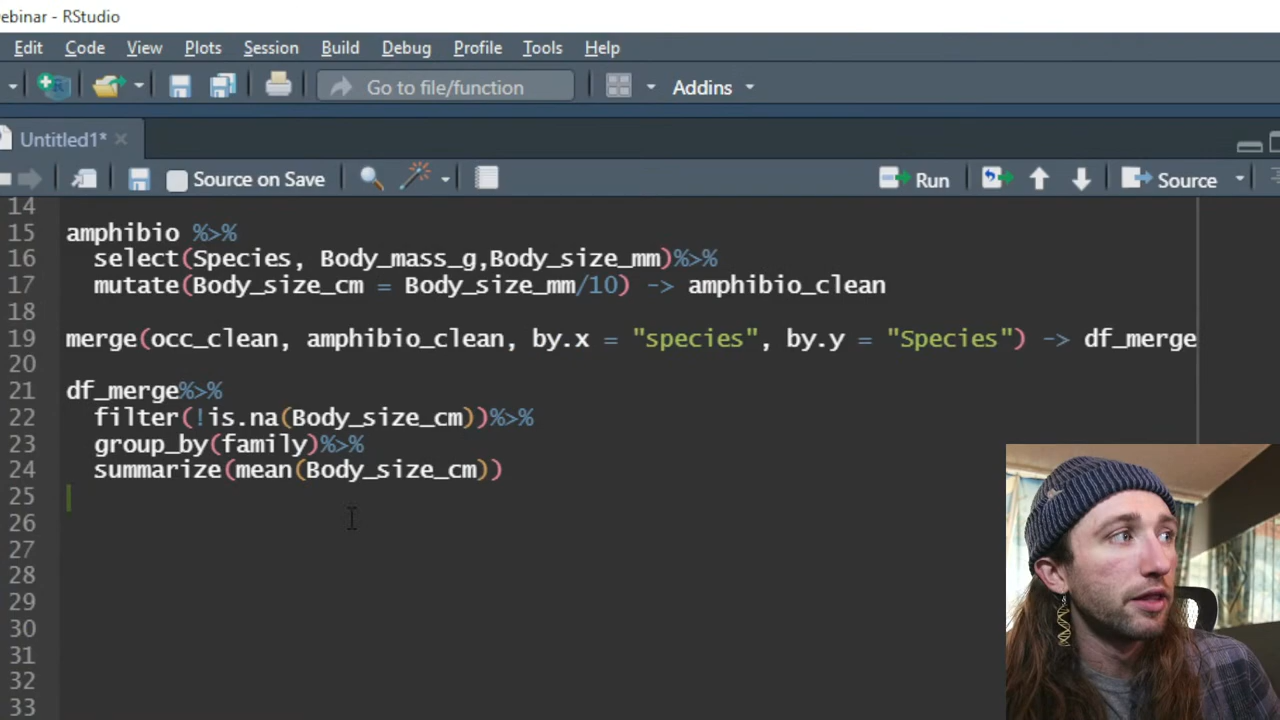 ebinar - RStudio
Edit Code View Plots Session Build Debug Profile Tools Help
Go to file/function Addins
Untitled1*
Source on Save Run Source
14
15 amphibio %>%
16 select(Species, Body_mass_g,Body_size_mm)%>%
17 mutate(Body_size_cm = Body_size_mm/10) -> amphibio_clean
18
19 merge(occ_clean, amphibio_clean, by.x = "species", by.y = "Species") -> df_merge
20
21 df_merge%>%
22 filter(!is.na(Body_size_cm))%>%
23 group_by(family)%>%
24 summarize(mean(Body_size_cm))
25
26
27
28
29
30
31
32
33